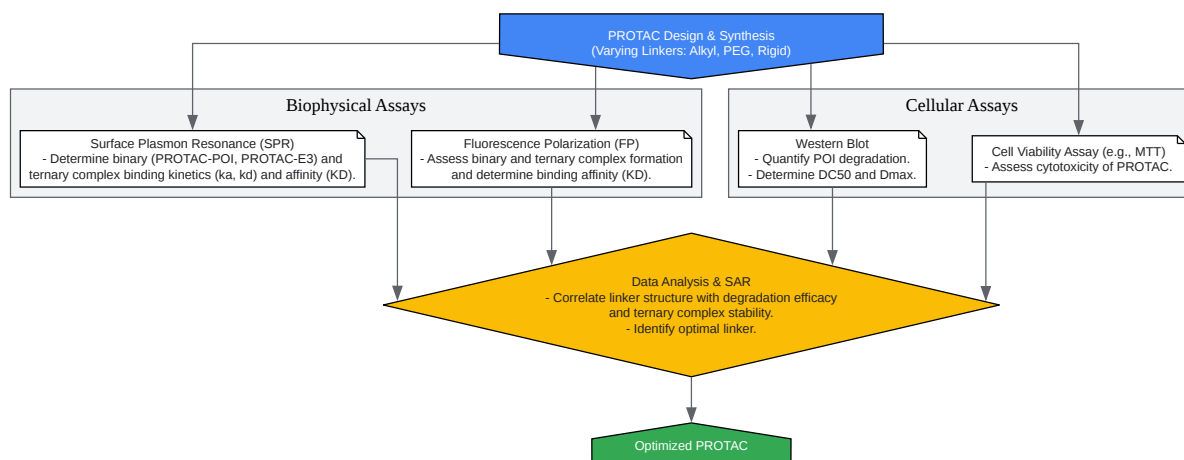 PROTAC Design & Synthesis
(Varying Linkers: Alkyl, PEG, Rigid)
Biophysical Assays
Cellular Assays
Surface Plasmon Resonance (SPR)
- Determine binary (PROTAC-POI, PROTAC-E3) and
ternary complex binding kinetics (ka, kd) and affinity (KD).
Fluorescence Polarization (FP)
- Assess binary and ternary complex formation
and determine binding affinity (KD).
Western Blot
- Quantify POI degradation.
- Determine DC50 and Dmax.
Cell Viability Assay (e.g., MTT)
- Assess cytotoxicity of PROTAC.
Data Analysis & SAR
- Correlate linker structure with degradation efficacy
and ternary complex stability.
- Identify optimal linker.
Optimized PROTAC